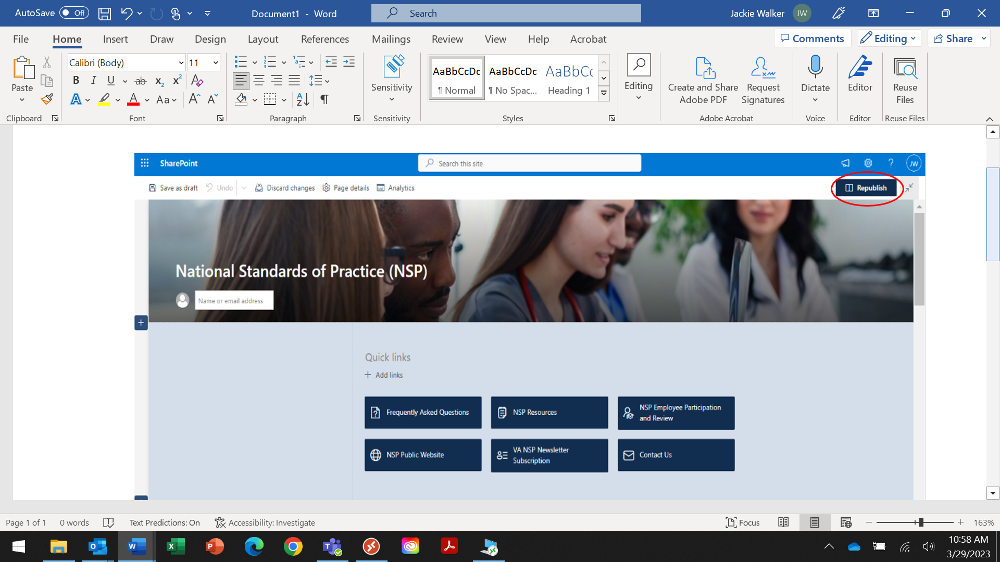 AutoSave Off Document1 - Word Search Jackie Walker JW
File Home Insert Draw Design Layout References Mailings Review View Help Acrobat Comments Editing Share
Calibri (Body) 11
Paste
B I U ab x2 x2
A A Aa A A
Clipboard Font Paragraph
Sensitivity
Sensitivity
AaBbCcDc AaBbCcDc AaBbCc
¶ Normal ¶ No Spac... Heading 1
Styles
Editing
Create and Share Adobe PDF
Request Signatures
Adobe Acrobat
Dictate
Voice
Editor
Editor
Reuse Files
Reuse Files
SharePoint Search this site ? JW
Save as draft Undo Discard changes Page details Analytics Republish
National Standards of Practice (NSP)
Name or email address
Quick links
+ Add links
Frequently Asked Questions
NSP Resources
NSP Employee Participation
and Review
NSP Public Website
VA NSP Newsletter
Subscription
Contact Us
Page 1 of 1 0 words Text Predictions: On Accessibility: Investigate Focus 163%
10:58 AM
3/29/2023